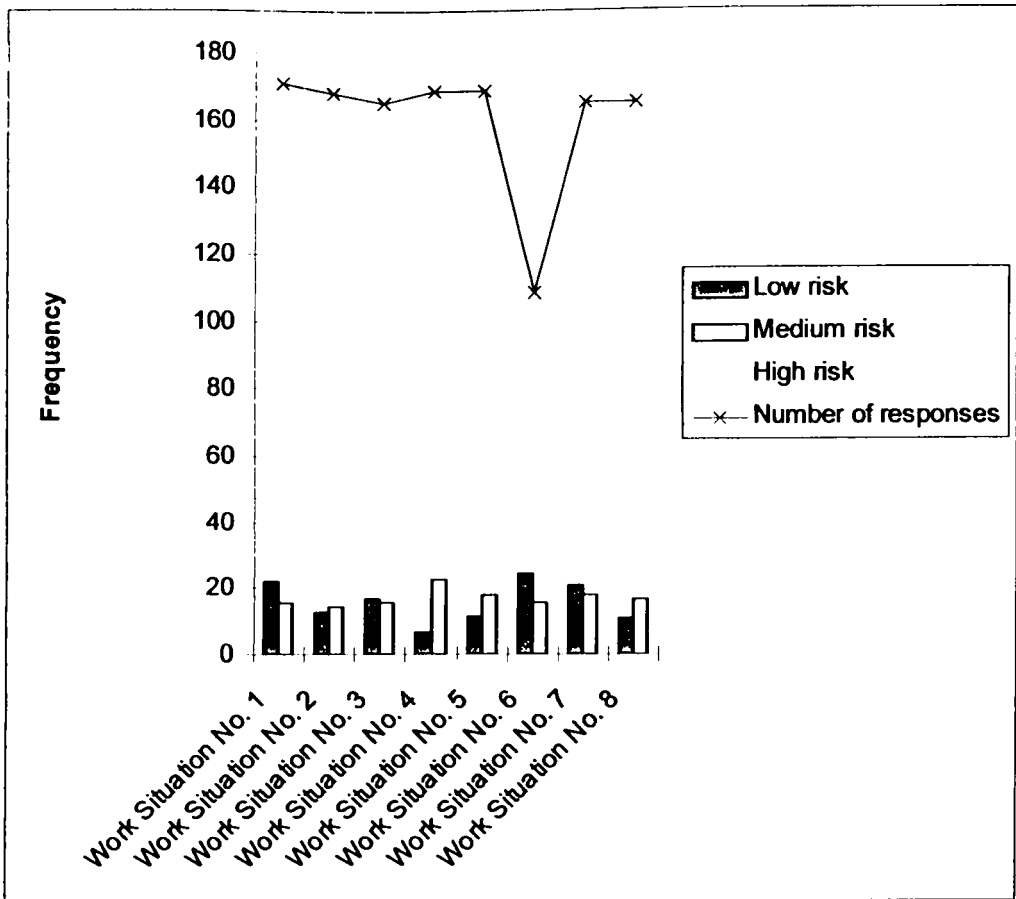 180
160
140
120
100
80
60
40
20
0
Frequency
Work Situation No. 1
Work Situation No. 2
Work Situation No. 3
Work Situation No. 4
Work Situation No. 5
Work Situation No. 6
Work Situation No. 7
Work Situation No. 8
Low risk
Medium risk
High risk
Number of responses